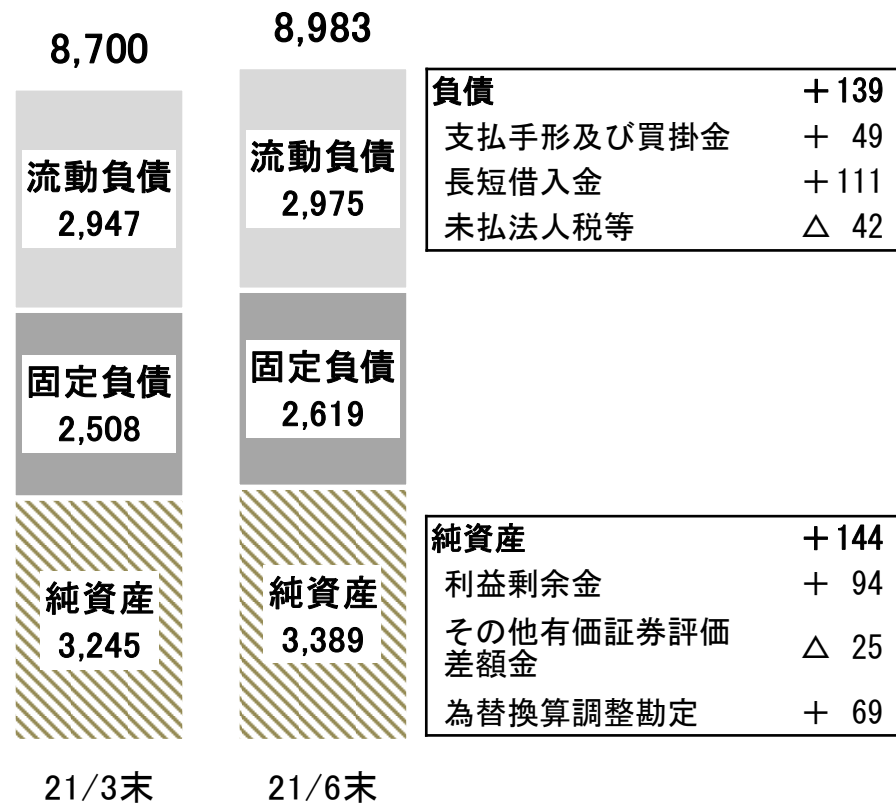 8,700
流動負債
2,947
固定負債
2,508
純資産
3,245
21/3末
8,983
流動負債
2,975
固定負債
2,619
純資産
3,389
21/6末
負債 ＋139
支払手形及び買掛金 ＋ 49
長短借入金 ＋111
未払法人税等 △ 42
純資産 ＋144
利益剰余金 ＋ 94
その他有価証券評価
差額金 △ 25
為替換算調整勘定 ＋ 69